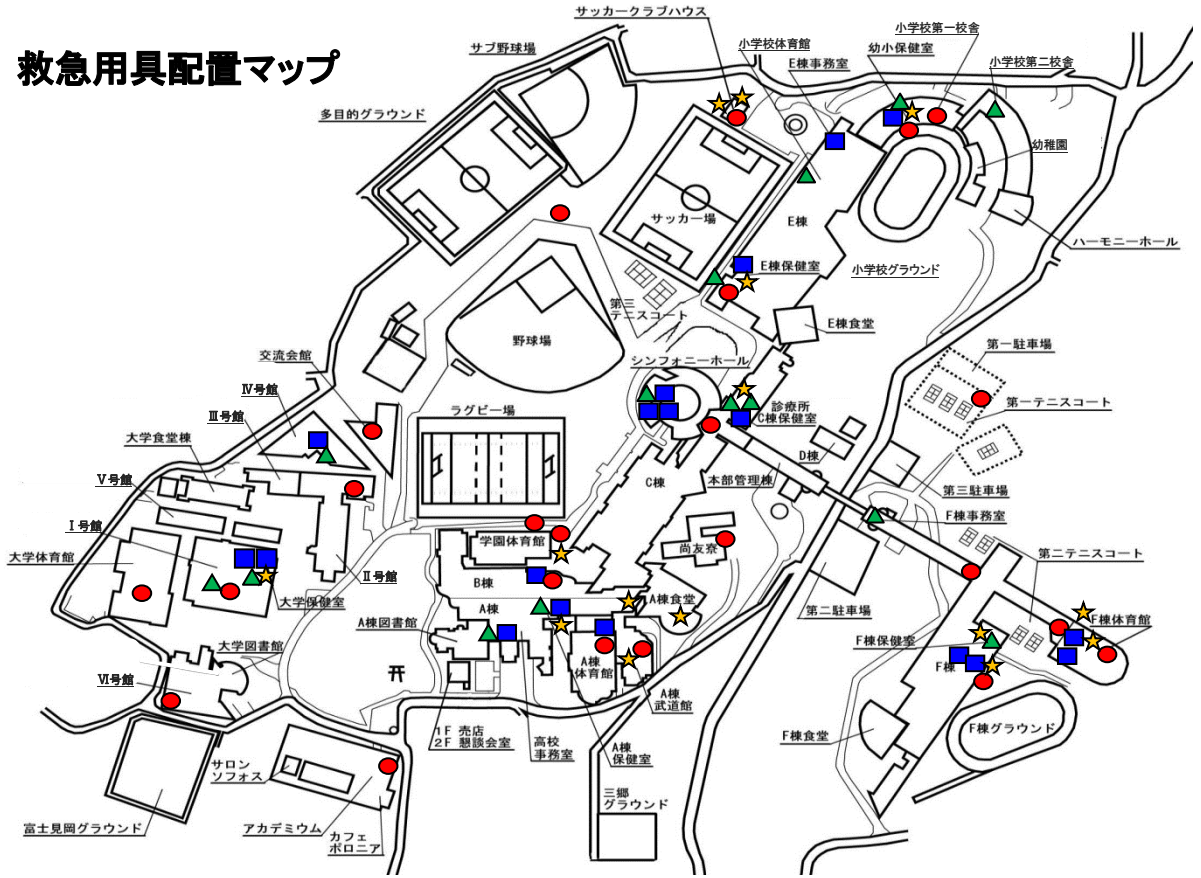 救急用具配置マップ
サッカークラブハウス
サブ野球場
小学校体育館
E棟事務室
小学校第一校舎
幼小保健室
小学校第二校舎
多目的グラウンド
幼稚園
サッカー場
E棟
ハーモニーホール
E棟保健室
小学校グラウンド
第三
テニスコート
E棟食堂
野球場
交流会館
シンフォニーホール
第一駐車場
Ⅳ号館
Ⅲ号館
ラグビー場
診療所
C棟保健室
第一テニスコート
大学食堂棟
D棟
Ⅴ号館
C棟
本部管理棟
第三駐車場
Ⅰ号館
F棟事務室
大学体育館
学園体育館
尚友寮
第二テニスコート
Ⅱ号館
B棟
大学保健室
A棟
A棟食堂
第二駐車場
A棟図書館
F棟体育館
大学図書館
F棟保健室
A棟
体育館
F棟
Ⅵ号館
A棟
武道館
F棟グラウンド
1F 売店
2F 懇談会室
高校
事務室
A棟
保健室
F棟食堂
サロン
ソフォス
三郷
グラウンド
富士見岡グラウンド
アカデミウム
カフェ
ポロニア